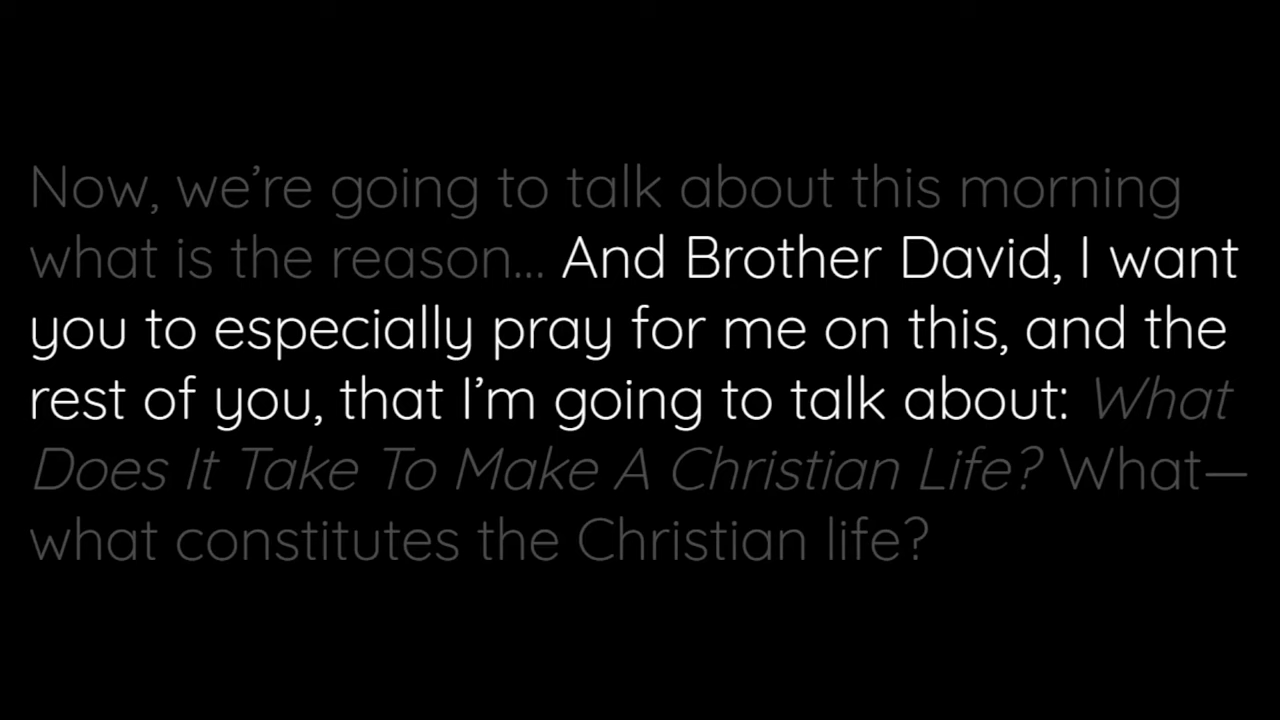 Now, we’re going to talk about this morning
what is the reason... And Brother David, I want
you to especially pray for me on this, and the
rest of you, that I’m going to talk about: What
Does It Take To Make A Christian Life? What—
what constitutes the Christian life?